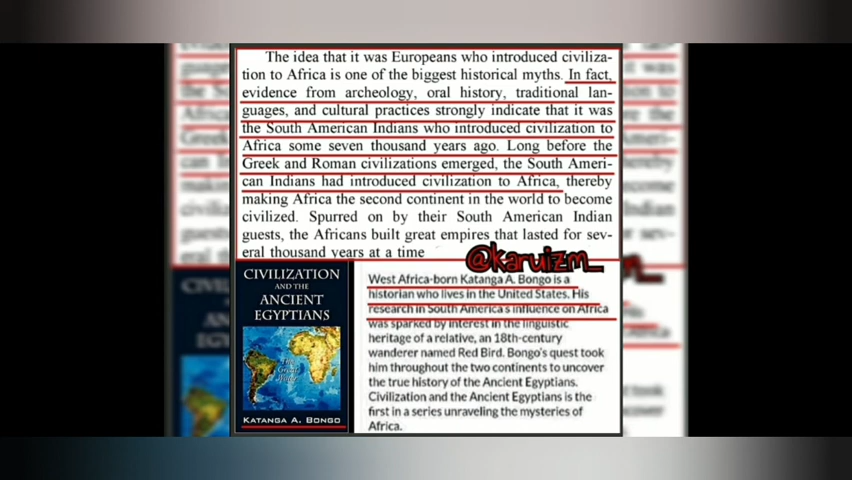 The idea that it was Europeans who introduced civiliza-
tion to Africa is one of the biggest historical myths. In fact,
evidence from archeology, oral history, traditional lan-
guages, and cultural practices strongly indicate that it was
the South American Indians who introduced civilization to
Africa some seven thousand years ago. Long before the
Greek and Roman civilizations emerged, the South Ameri-
can Indians had introduced civilization to Africa, thereby
making Africa the second continent in the world to become
civilized. Spurred on by their South American Indian
guests, the Africans built great empires that lasted for sev-
eral thousand years at a time
@karuizm_
CIVILIZATION
AND THE
ANCIENT
EGYPTIANS
The
Great
KATANGA A. BONGO
West Africa-born Katanga A. Bongo is a
historian who lives in the United States. His
research in South America's influence on Africa
was sparked by interest in the linguistic
heritage of a relative, an 18th-century
wanderer named Red Bird. Bongo's quest took
him throughout the two continents to uncover
the true history of the Ancient Egyptians.
Civilization and the Ancient Egyptians is the
first in a series unraveling the mysteries of
Africa.